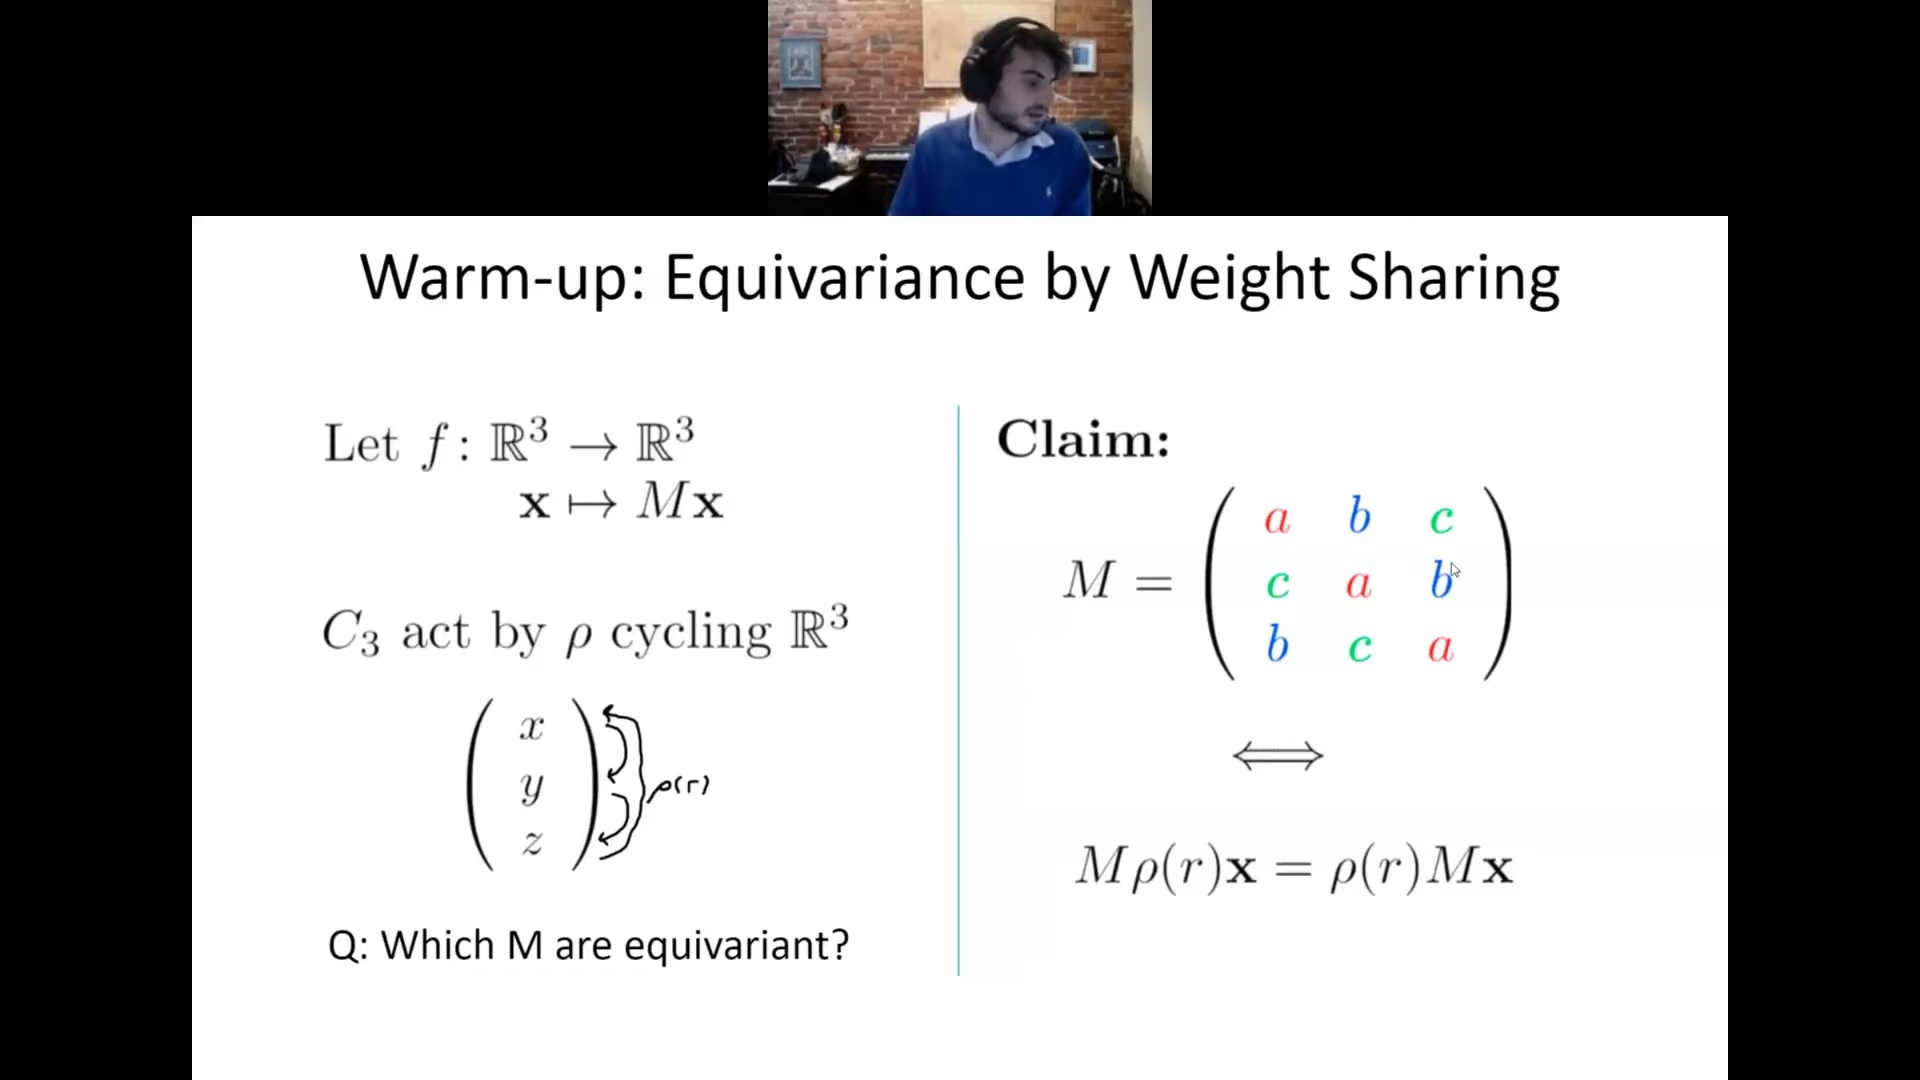 Warm-up: Equivariance by Weight Sharing
Let f: ℝ³ → ℝ³
x ↦ Mx
C₃ act by ρ cycling ℝ³
x
y
z
ρ(r)
Q: Which M are equivariant?
Claim:
M =
a b c
c a b
b c a
⟺
Mρ(r)x = ρ(r)Mx